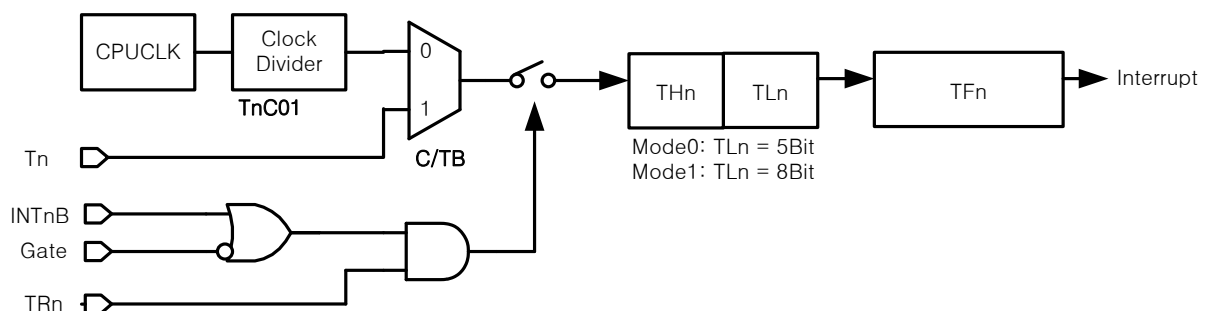 CPUCLK
Clock
Divider
TnC01
0
1
C/TB
THn
TLn
TFn
Interrupt
Mode0: TLn = 5Bit
Mode1: TLn = 8Bit
Tn
INTnB
Gate
TRn